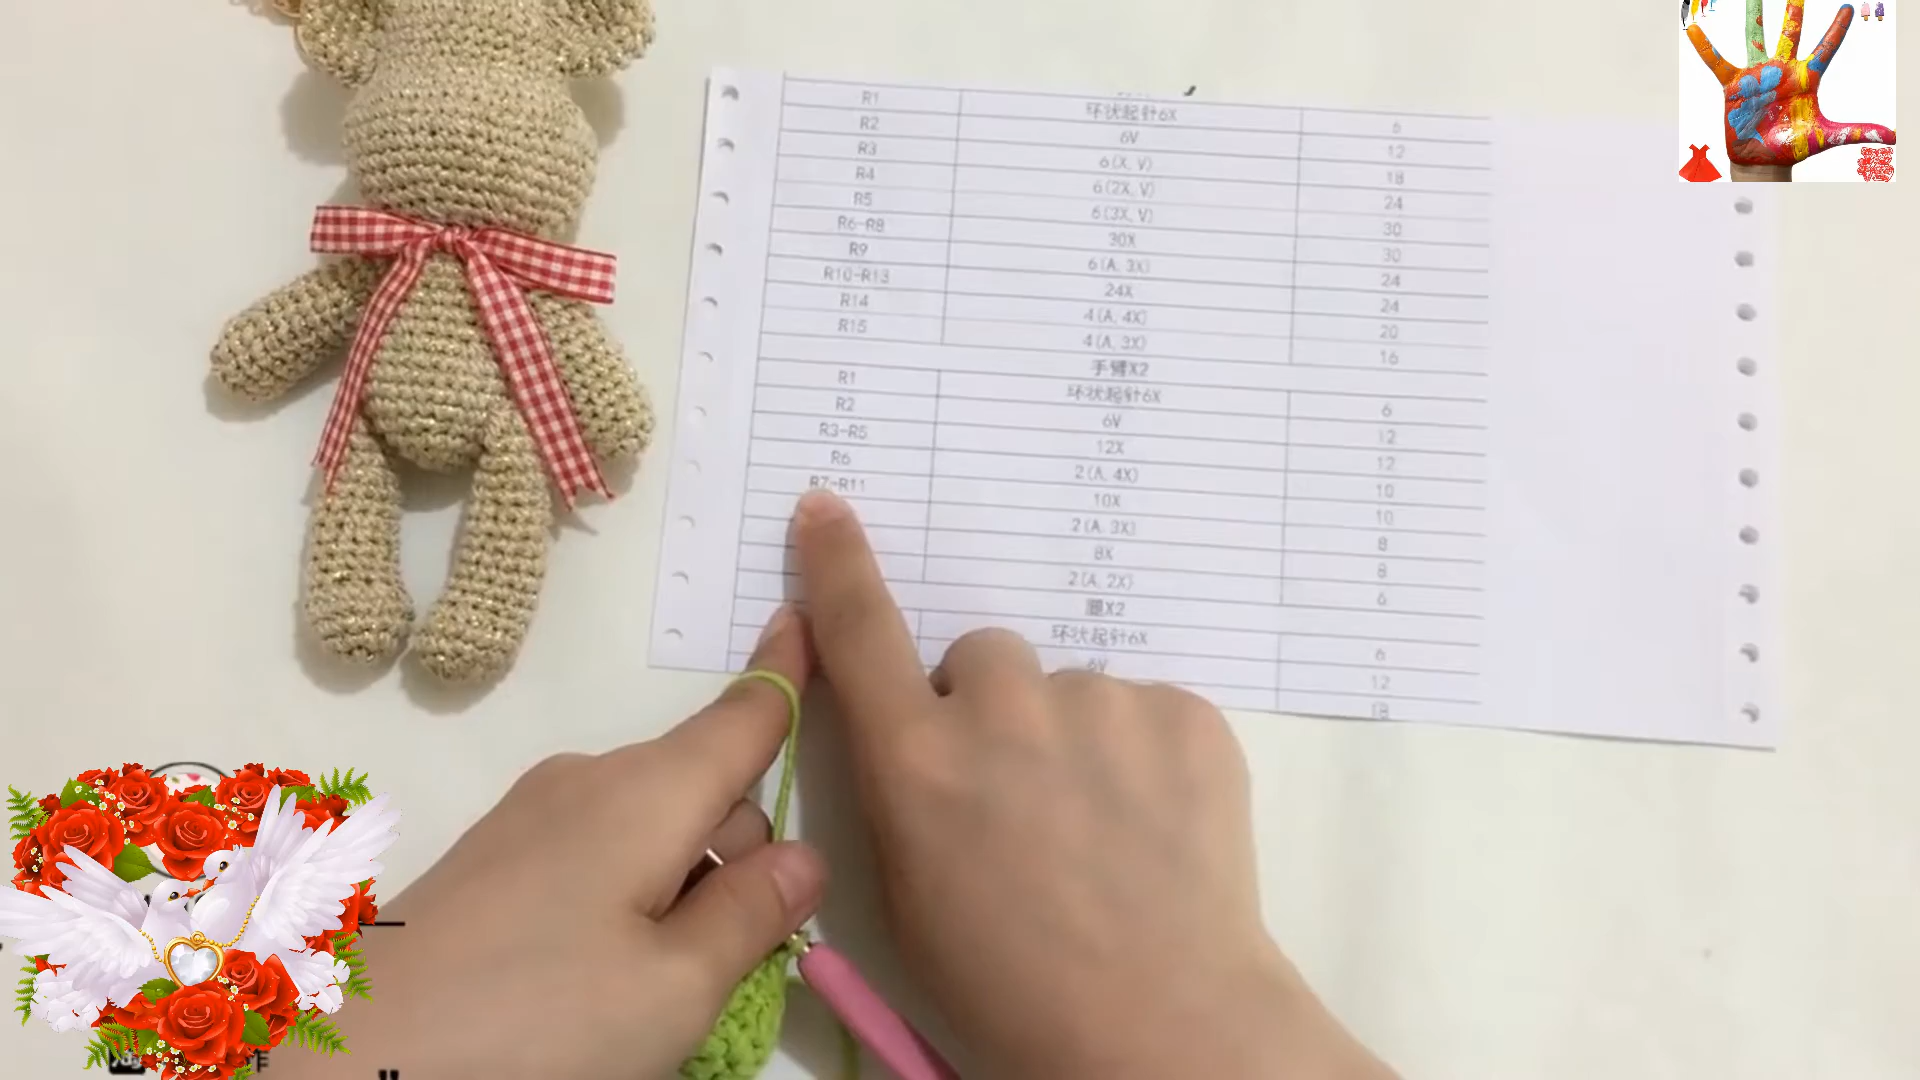 R1 环状起针6X 6
R2 6V 12
R3 6(X, V) 18
R4 6(2X, V) 24
R5 6(3X, V) 30
R6-R8 30X 30
R9 6(A, 3X) 24
R10-R13 24X 24
R14 4(A, 4X) 20
R15 4(A, 3X) 16
手臂X2
R1 环状起针6X 6
R2 6V 12
R3-R5 12X 12
R6 2(A, 4X) 10
R7-R11 10X 10
2(A, 3X) 8
8X 8
2(A, 2X) 6
腿X2
环状起针6X 6
6V 12
18